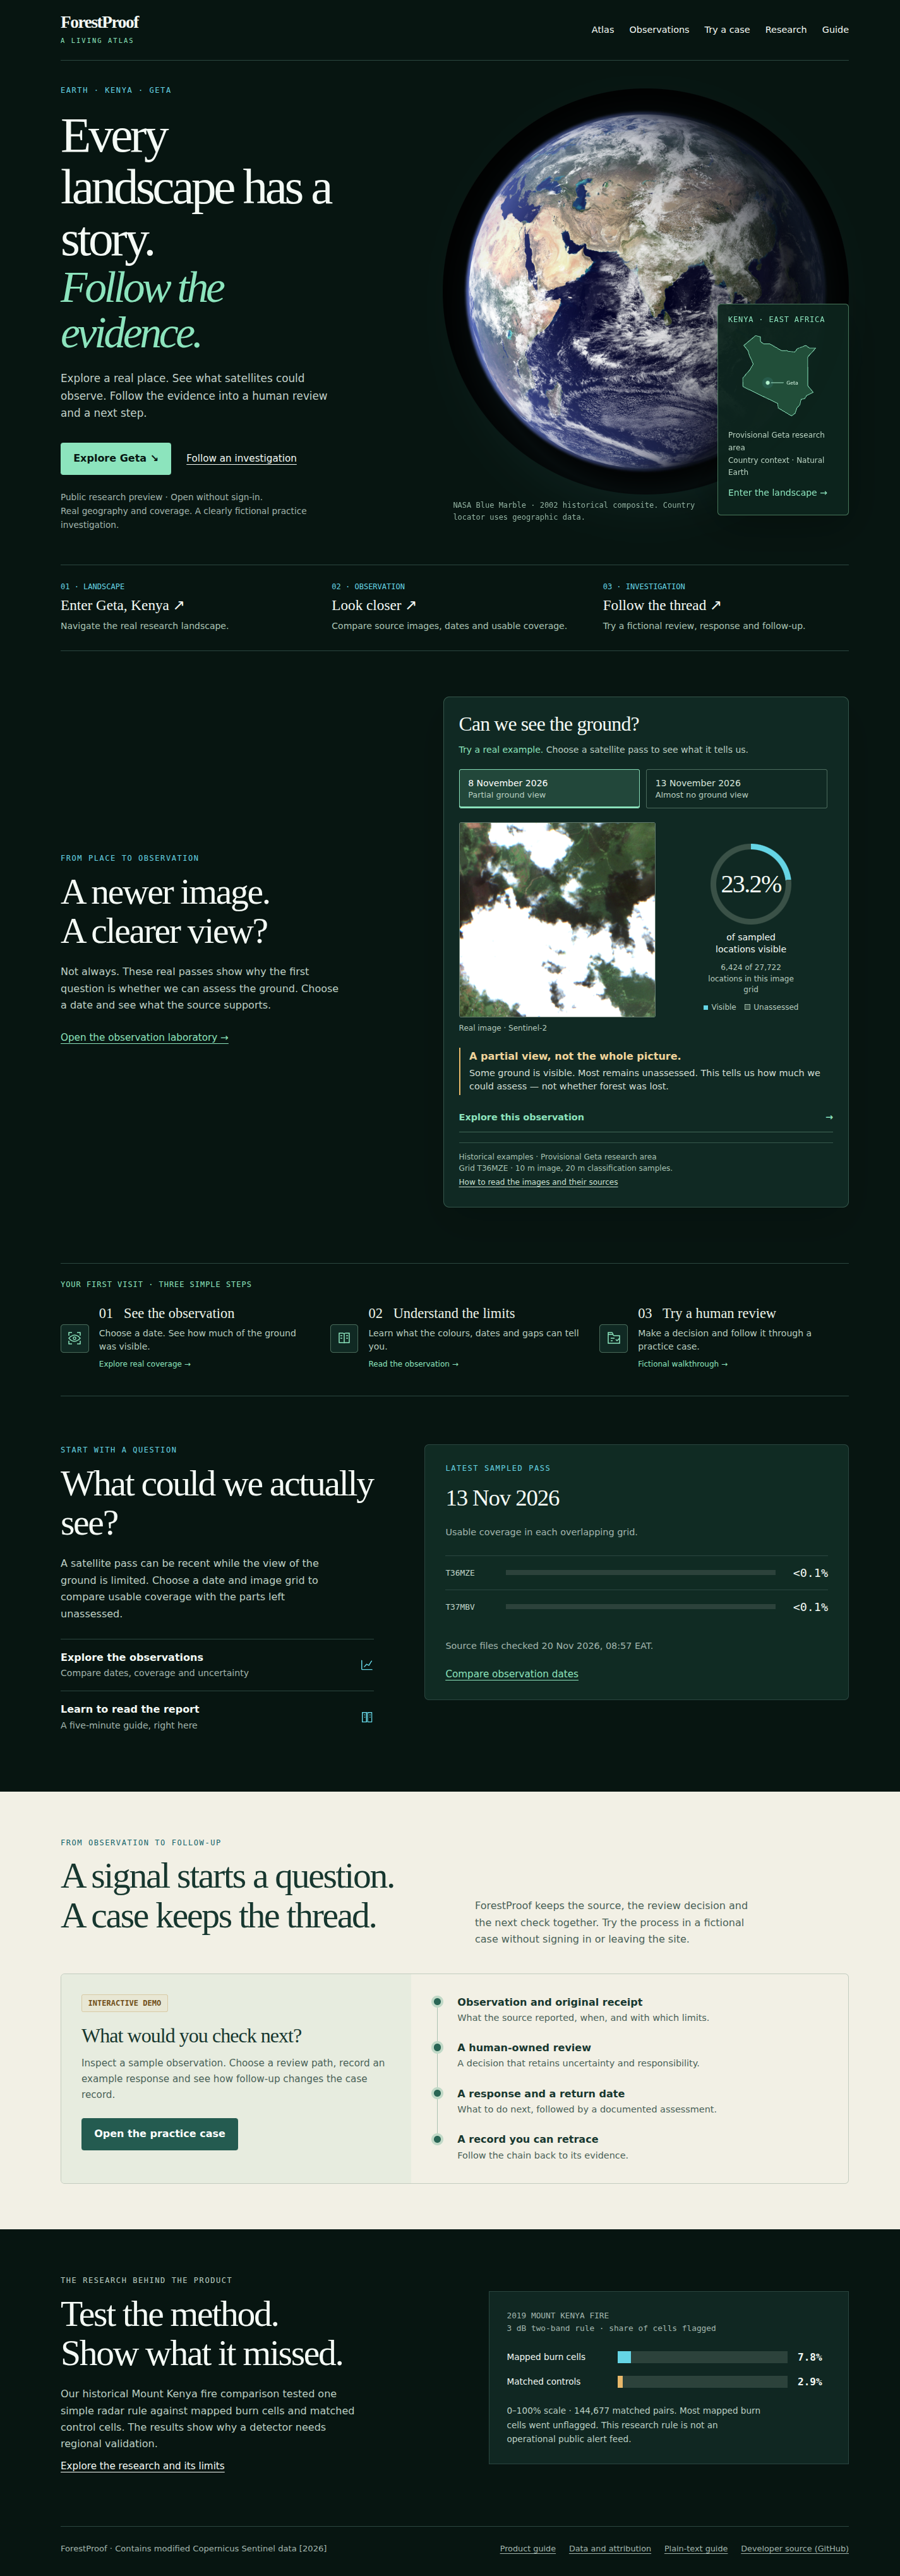 ForestProof
A LIVING ATLAS
Atlas
Observations
Try a case
Research
Guide
EARTH · KENYA · GETA
Every
landscape has a
story.
Follow the
evidence.
Explore a real place. See what satellites could
observe. Follow the evidence into a human review
and a next step.
Explore Geta ↘
Follow an investigation
Public research preview · Open without sign-in.
Real geography and coverage. A clearly fictional practice
investigation.
KENYA · EAST AFRICA
Geta
Provisional Geta research
area
Country context · Natural
Earth
Enter the landscape →
NASA Blue Marble · 2002 historical composite. Country
locator uses geographic data.
01 · LANDSCAPE
Enter Geta, Kenya ↗
Navigate the real research landscape.
02 · OBSERVATION
Look closer ↗
Compare source images, dates and usable coverage.
03 · INVESTIGATION
Follow the thread ↗
Try a fictional review, response and follow-up.
FROM PLACE TO OBSERVATION
A newer image.
A clearer view?
Not always. These real passes show why the first
question is whether we can assess the ground. Choose
a date and see what the source supports.
Open the observation laboratory →
Can we see the ground?
Try a real example. Choose a satellite pass to see what it tells us.
8 November 2026
Partial ground view
13 November 2026
Almost no ground view
Real image · Sentinel-2
23.2%
of sampled
locations visible
6,424 of 27,722
locations in this image
grid
Visible
Unassessed
A partial view, not the whole picture.
Some ground is visible. Most remains unassessed. This tells us how much we
could assess — not whether forest was lost.
Explore this observation →
Historical examples · Provisional Geta research area
Grid T36MZE · 10 m image, 20 m classification samples.
How to read the images and their sources
YOUR FIRST VISIT · THREE SIMPLE STEPS
01 See the observation
Choose a date. See how much of the ground
was visible.
Explore real coverage →
02 Understand the limits
Learn what the colours, dates and gaps can tell
you.
Read the observation →
03 Try a human review
Make a decision and follow it through a
practice case.
Fictional walkthrough →
START WITH A QUESTION
What could we actually
see?
A satellite pass can be recent while the view of the
ground is limited. Choose a date and image grid to
compare usable coverage with the parts left
unassessed.
Explore the observations
Compare dates, coverage and uncertainty
Learn to read the report
A five-minute guide, right here
LATEST SAMPLED PASS
13 Nov 2026
Usable coverage in each overlapping grid.
T36MZE <0.1%
T37MBV <0.1%
Source files checked 20 Nov 2026, 08:57 EAT.
Compare observation dates
FROM OBSERVATION TO FOLLOW-UP
A signal starts a question.
A case keeps the thread.
ForestProof keeps the source, the review decision and
the next check together. Try the process in a fictional
case without signing in or leaving the site.
INTERACTIVE DEMO
What would you check next?
Inspect a sample observation. Choose a review path, record an
example response and see how follow-up changes the case
record.
Open the practice case
Observation and original receipt
What the source reported, when, and with which limits.
A human-owned review
A decision that retains uncertainty and responsibility.
A response and a return date
What to do next, followed by a documented assessment.
A record you can retrace
Follow the chain back to its evidence.
THE RESEARCH BEHIND THE PRODUCT
Test the method.
Show what it missed.
Our historical Mount Kenya fire comparison tested one
simple radar rule against mapped burn cells and matched
control cells. The results show why a detector needs
regional validation.
Explore the research and its limits
2019 MOUNT KENYA FIRE
3 dB two-band rule · share of cells flagged
Mapped burn cells 7.8%
Matched controls 2.9%
0–100% scale · 144,677 matched pairs. Most mapped burn
cells went unflagged. This research rule is not an
operational public alert feed.
ForestProof · Contains modified Copernicus Sentinel data [2026]
Product guide
Data and attribution
Plain-text guide
Developer source (GitHub)